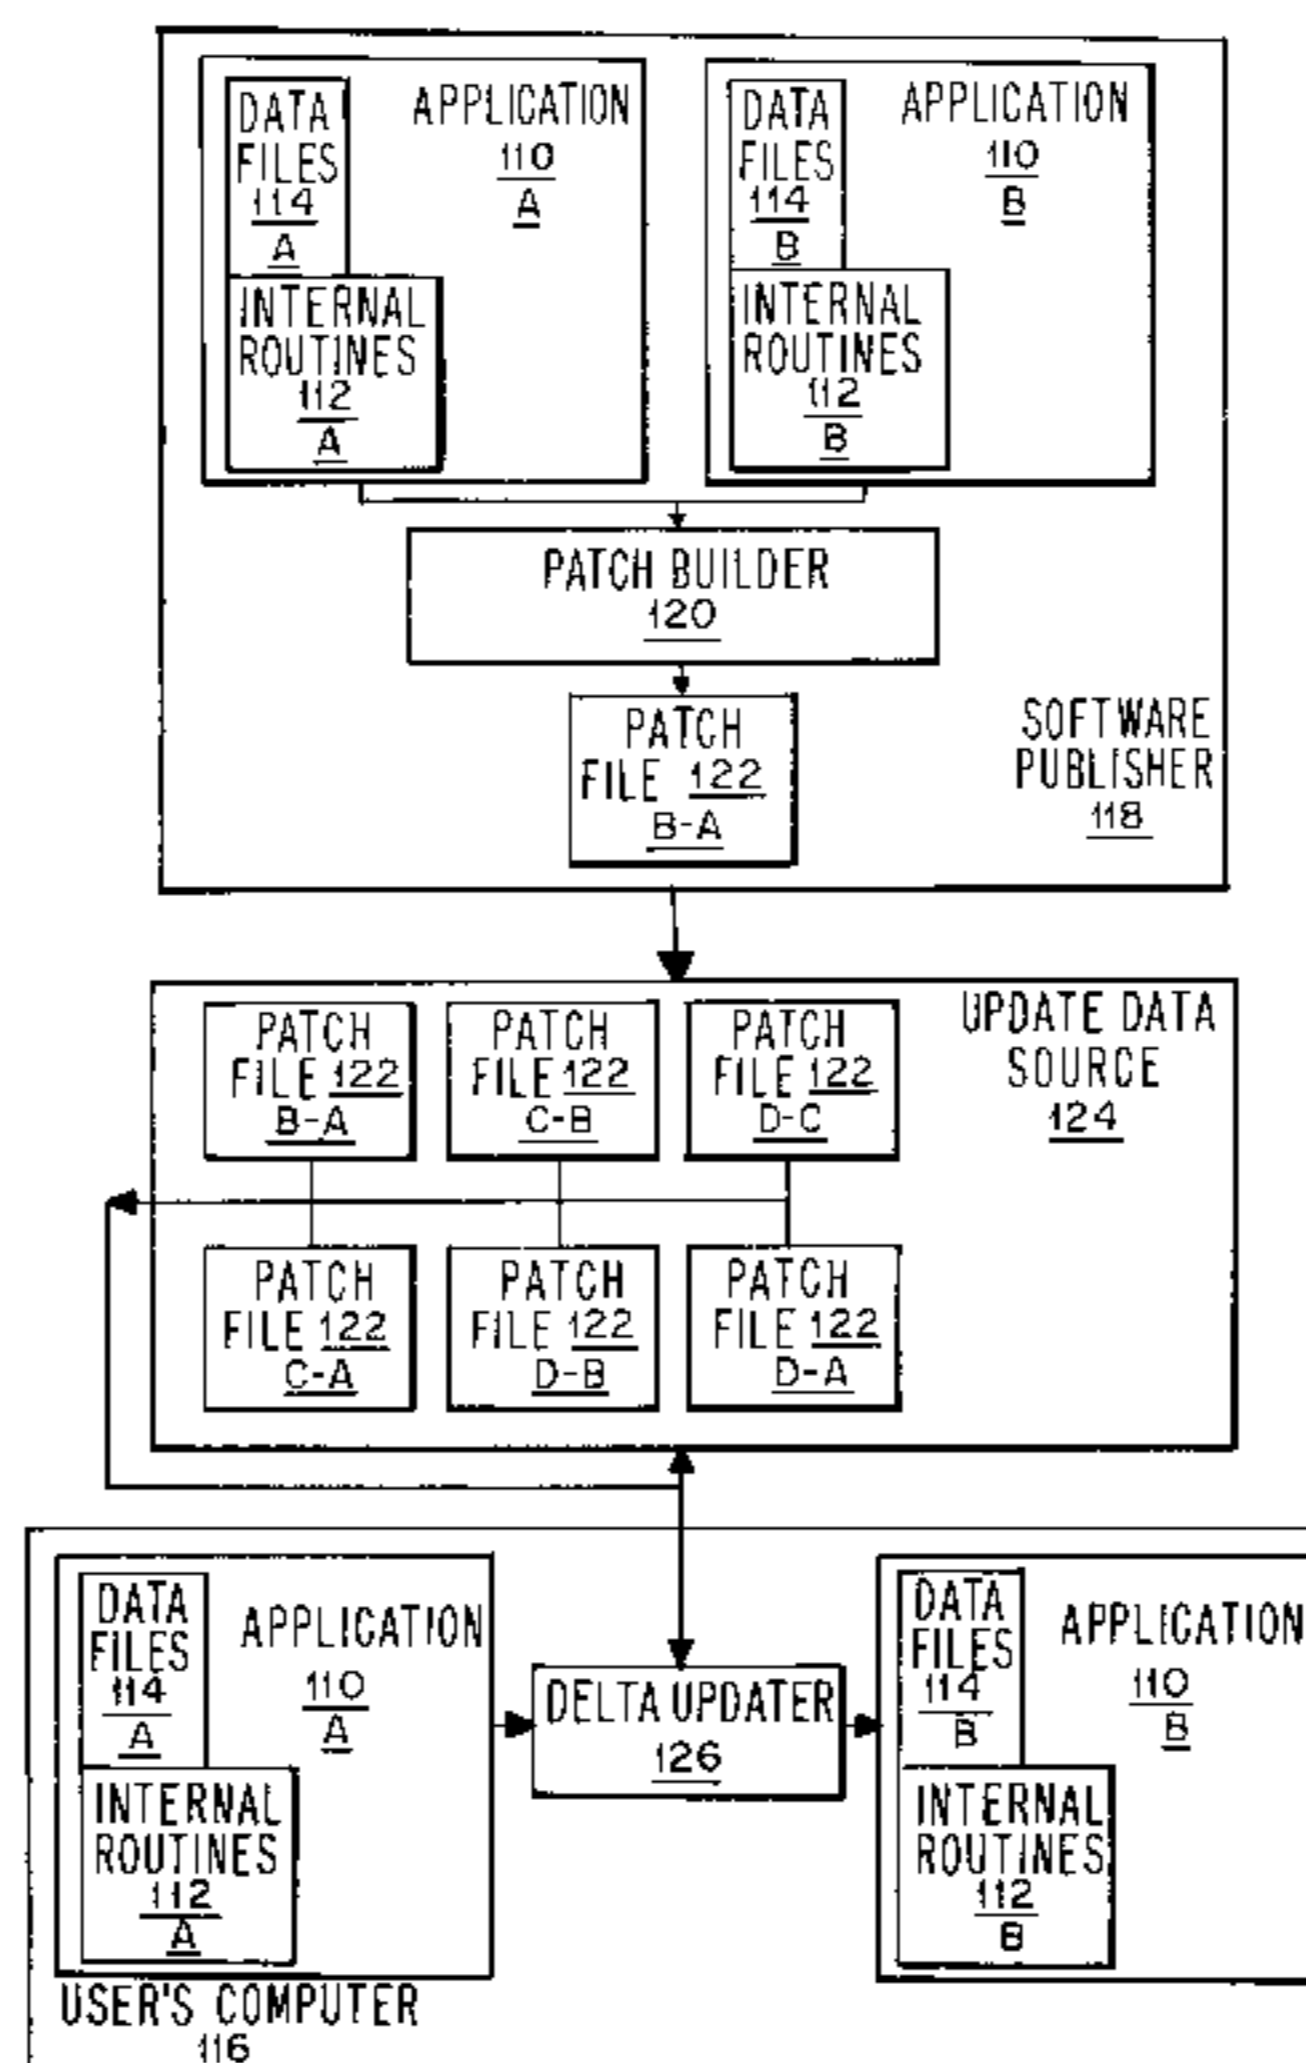 DATA
FILES
114
A
APPLICATION
110
A
INTERNAL
ROUTINES
112
A
DATA
FILES
114
B
APPLICATION
110
B
INTERNAL
ROUTINES
112
B
PATCH BUILDER
120
PATCH
FILE 122
B-A
SOFTWARE
PUBLISHER
118
PATCH
FILE 122
B-A
PATCH
FILE 122
C-B
PATCH
FILE 122
D-C
UPDATE DATA
SOURCE
124
PATCH
FILE 122
C-A
PATCH
FILE 122
D-B
PATCH
FILE 122
D-A
DATA
FILES
114
A
APPLICATION
110
A
INTERNAL
ROUTINES
112
A
DELTA UPDATER
126
DATA
FILES
114
B
APPLICATION
110
B
INTERNAL
ROUTINES
112
B
USER'S COMPUTER
116